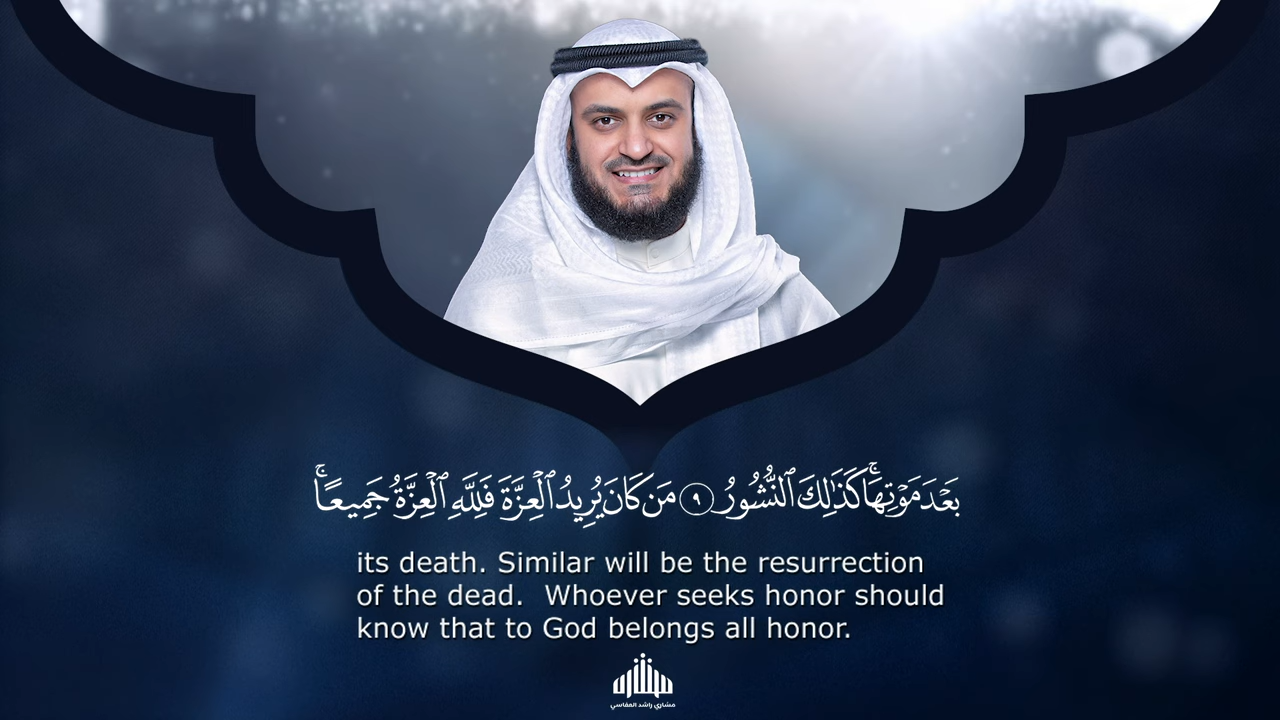 بَعْدَ مَوْتِهَا ۚ كَذَٰلِكَ ٱلنُّشُورُ ٩ مَن كَانَ يُرِيدُ ٱلْعِزَّةَ فَلِلَّهِ ٱلْعِزَّةُ جَمِيعًا ۚ
its death. Similar will be the resurrection
of the dead.  Whoever seeks honor should
know that to God belongs all honor.
مشاري راشد العفاسي